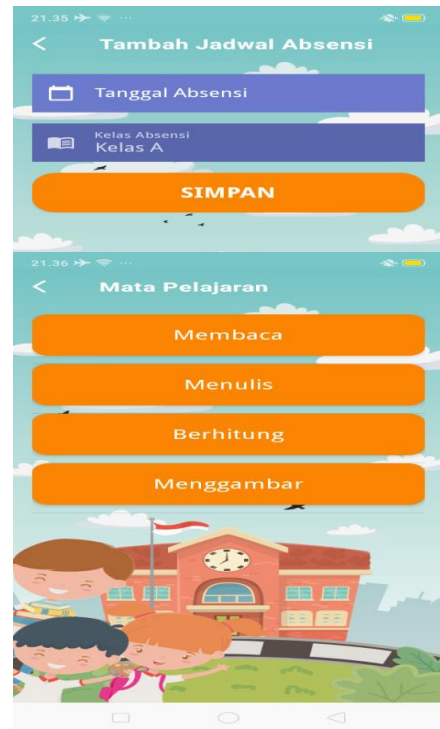 21.35
Tambah Jadwal Absensi
Tanggal Absensi
Kelas Absensi
Kelas A
SIMPAN
21.36
Mata Pelajaran
Membaca
Menulis
Berhitung
Menggambar